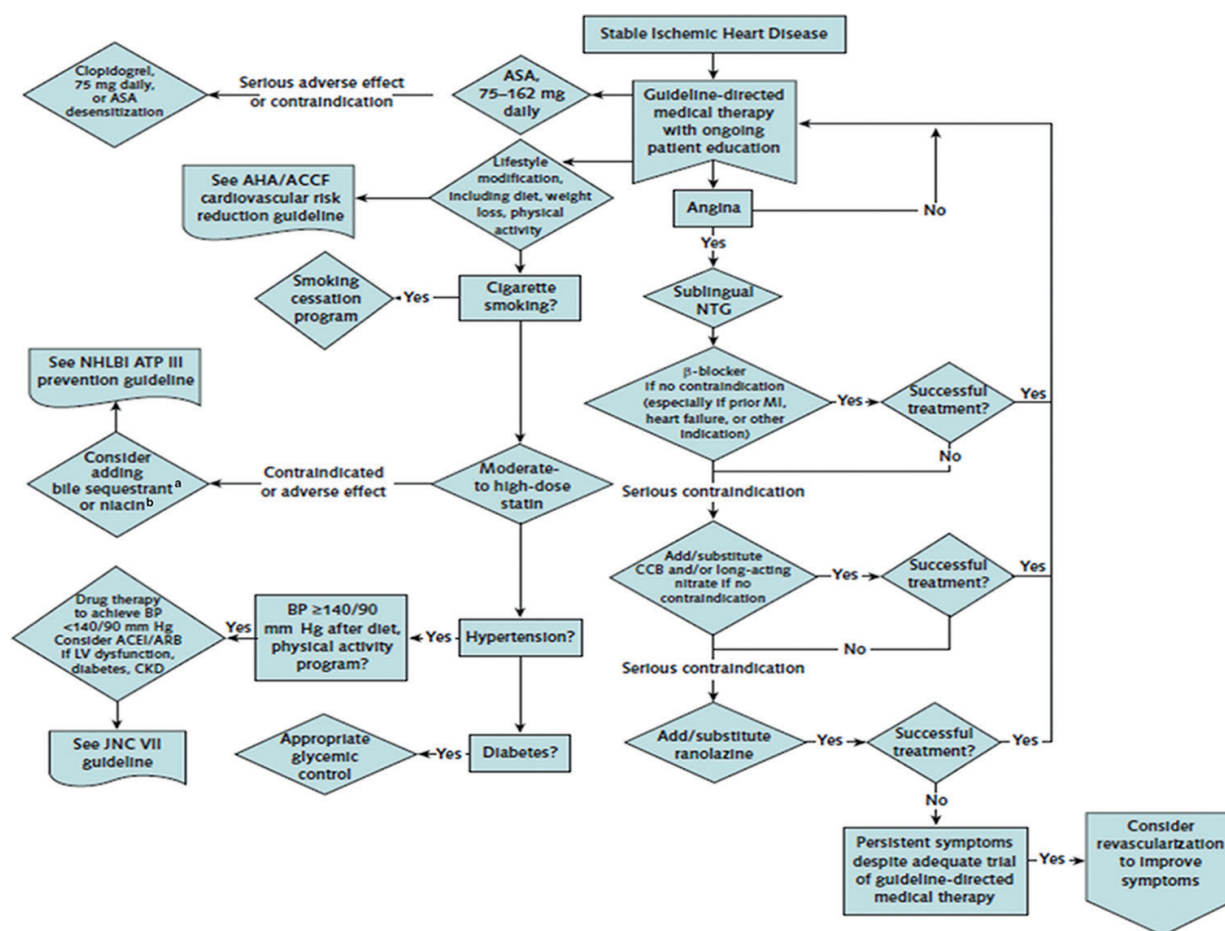 Stable Ischemic Heart Disease
Clopidogrel,
75 mg daily,
or ASA
desensitization
Serious adverse effect
or contraindication
ASA,
75–162 mg
daily
Guideline-directed
medical therapy
with ongoing
patient education
See AHA/ACCF
cardiovascular risk
reduction guideline
Lifestyle
modification,
including diet, weight
loss, physical
activity
Angina
No
Yes
Smoking
cessation
program
Yes
Cigarette
smoking?
Sublingual
NTG
See NHLBI ATP III
prevention guideline
β-blocker
if no contraindication
(especially if prior MI,
heart failure, or other
indication)
Yes
Successful
treatment?
Yes
No
Consider
adding
bile sequestrantᵃ
or niacinᵇ
Contraindicated
or adverse effect
Moderate-
to high-dose
statin
Serious contraindication
Add/substitute
CCB and/or long-acting
nitrate if no
contraindication
Yes
Successful
treatment?
Yes
No
Drug therapy
to achieve BP
<140/90 mm Hg
Consider ACEI/ARB
if LV dysfunction,
diabetes, CKD
Yes
BP ≥140/90
mm Hg after diet,
physical activity
program?
Yes
Hypertension?
Serious contraindication
See JNC VII
guideline
Appropriate
glycemic
control
Yes
Diabetes?
Add/substitute
ranolazine
Yes
Successful
treatment?
Yes
No
Persistent symptoms
despite adequate trial
of guideline-directed
medical therapy
Yes
Consider
revascularization
to improve
symptoms